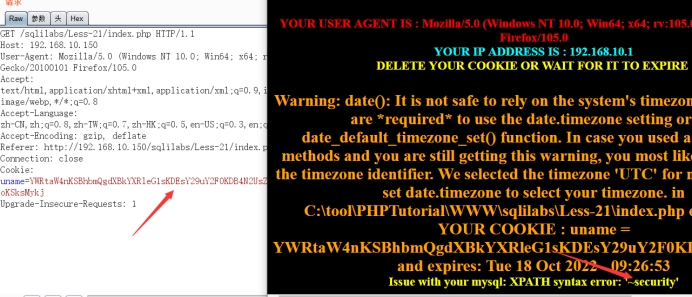 请求
Raw 参数 头 Hex
GET /sqlilabs/Less-21/index.php HTTP/1.1
Host: 192.168.10.150
User-Agent: Mozilla/5.0 (Windows NT 10.0; Win64; x64;
Gecko/20100101 Firefox/105.0
Accept:
text/html,application/xhtml+xml,application/xml;q=0.9,i
image/webp,*/*;q=0.8
Accept-Language:
zh-CN,zh;q=0.8,zh-TW;q=0.7,zh-HK;q=0.5,en-US;q=0.3,en;
Accept-Encoding: gzip, deflate
Referer: http://192.168.10.150/sqlilabs/Less-21/index.p
Connection: close
Cookie:
Upgrade-Insecure-Requests: 1
YOUR USER AGENT IS : Mozilla/5.0 (Windows NT 10.0; Win64; x64; rv:105.0)
Firefox/105.0
YOUR IP ADDRESS IS : 192.168.10.1
DELETE YOUR COOKIE OR WAIT FOR IT TO EXPIRE
Warning: date(): It is not safe to rely on the system's timezon
are *required* to use the date.timezone setting or
date_default_timezone_set() function. In case you used a
methods and you are still getting this warning, you most like
the timezone identifier. We selected the timezone 'UTC' for
set date.timezone to select your timezone. in
C:\tool\PHPTutorial\WWW\sqlilabs\Less-21\index.php
YOUR COOKIE : uname =
and expires: Tue 18 Oct 2022 - 09:26:53
Issue with your mysql: XPATH syntax error: '~security'